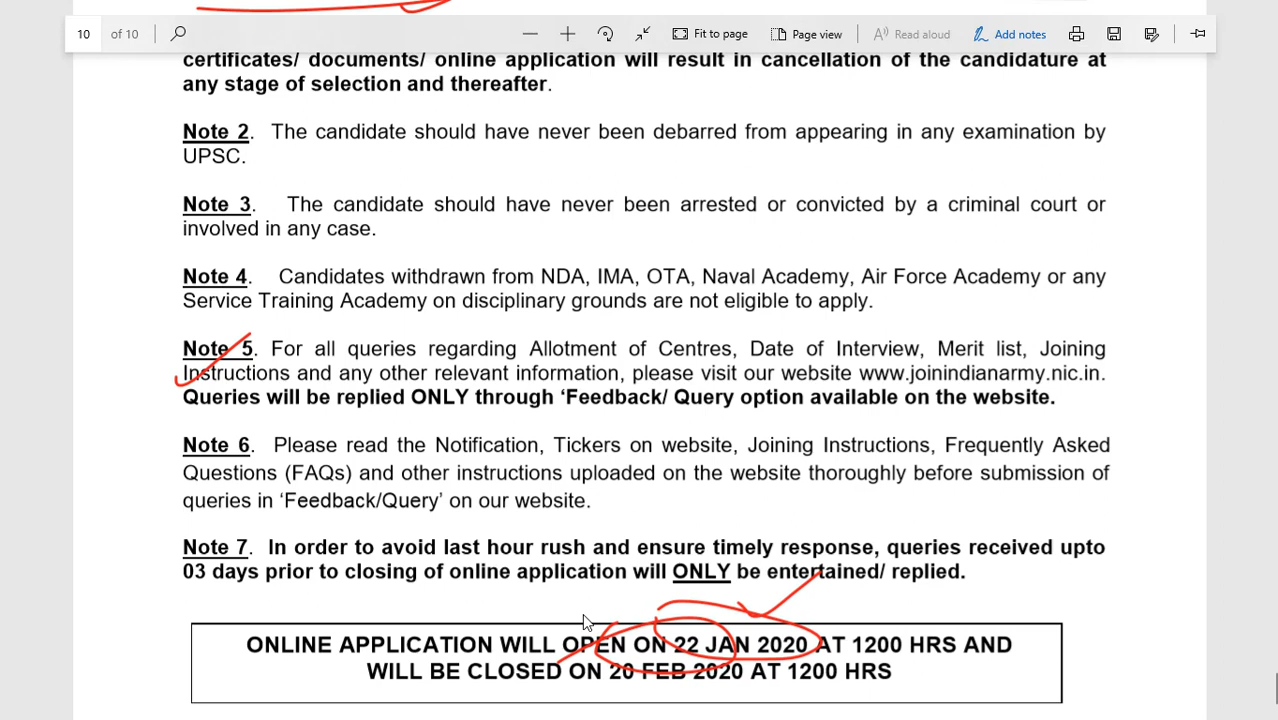 10 of 10 Fit to page Page view Read aloud Add notes
certificates/ documents/ online application will result in cancellation of the candidature at
any stage of selection and thereafter.
Note 2. The candidate should have never been debarred from appearing in any examination by
UPSC.
Note 3. The candidate should have never been arrested or convicted by a criminal court or
involved in any case.
Note 4. Candidates withdrawn from NDA, IMA, OTA, Naval Academy, Air Force Academy or any
Service Training Academy on disciplinary grounds are not eligible to apply.
Note 5. For all queries regarding Allotment of Centres, Date of Interview, Merit list, Joining
Instructions and any other relevant information, please visit our website www.joinindianarmy.nic.in.
Queries will be replied ONLY through ‘Feedback/ Query option available on the website.
Note 6. Please read the Notification, Tickers on website, Joining Instructions, Frequently Asked
Questions (FAQs) and other instructions uploaded on the website thoroughly before submission of
queries in ‘Feedback/Query’ on our website.
Note 7. In order to avoid last hour rush and ensure timely response, queries received upto
03 days prior to closing of online application will ONLY be entertained/ replied.
ONLINE APPLICATION WILL OPEN ON 22 JAN 2020 AT 1200 HRS AND
WILL BE CLOSED ON 20 FEB 2020 AT 1200 HRS